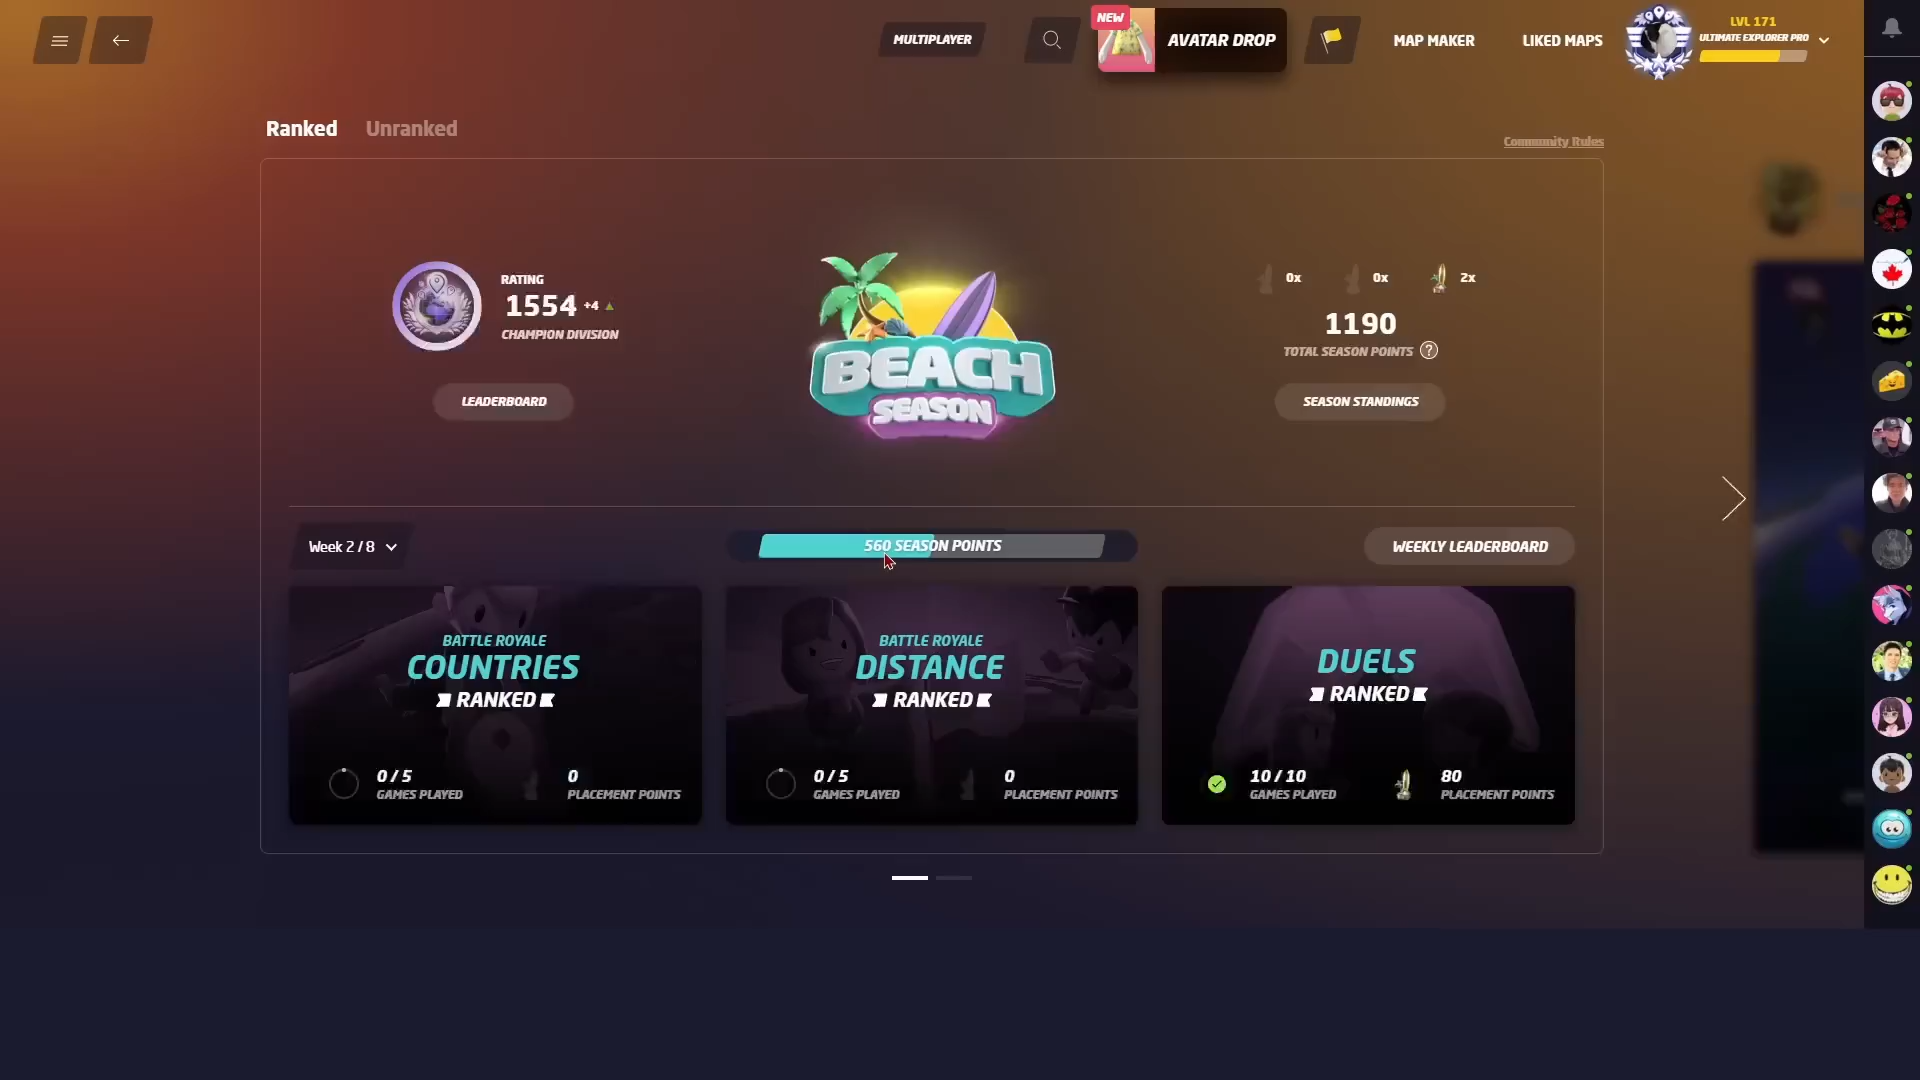 MULTIPLAYER
NEW
AVATAR DROP
MAP MAKER
LIKED MAPS
LVL 171
ULTIMATE EXPLORER PRO
Ranked
Unranked
Community Rules
RATING
1554 +4
CHAMPION DIVISION
LEADERBOARD
BEACH
SEASON
0x
0x
2x
1190
TOTAL SEASON POINTS ?
SEASON STANDINGS
Week 2 / 8
560 SEASON POINTS
WEEKLY LEADERBOARD
BATTLE ROYALE
COUNTRIES
RANKED
0 / 5
GAMES PLAYED
0
PLACEMENT POINTS
BATTLE ROYALE
DISTANCE
RANKED
0 / 5
GAMES PLAYED
0
PLACEMENT POINTS
DUELS
RANKED
10 / 10
GAMES PLAYED
80
PLACEMENT POINTS